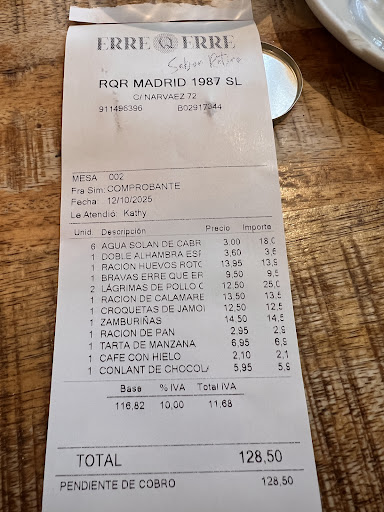 ERRE Q ERRE
RQR MADRID 1987 SL
C/ NARVAEZ 72
911496396 B02917344
MESA 002
Fra Sim: COMPROBANTE
Fecha: 12/10/2025
Le Atendió: Kathy
Unid Descripción Precio Importe
6 AGUA SOLAN DE CABR 3,00 18,0
1 DOBLE ALHAMBRA ESF 3,60 3,6
1 RACION HUEVOS ROTO 13,95 13,9
1 BRAVAS ERRE QUE ER 9,50 9,5
2 LÁGRIMAS DE POLLO C 12,50 25,0
1 RACION DE CALAMARE 13,50 13,5
1 CROQUETAS DE JAMO 12,50 12,5
1 ZAMBURIÑAS 14,50 14,5
1 RACION DE PAN 2,95 2,9
1 TARTA DE MANZANA 6,95 6,9
1 CAFE CON HIELO 2,10 2,1
1 CONLANT DE CHOCOLA 5,95 5,9
Base % IVA Total IVA
116,82 10,00 11,68
TOTAL 128,50
PENDIENTE DE COBRO 128,50